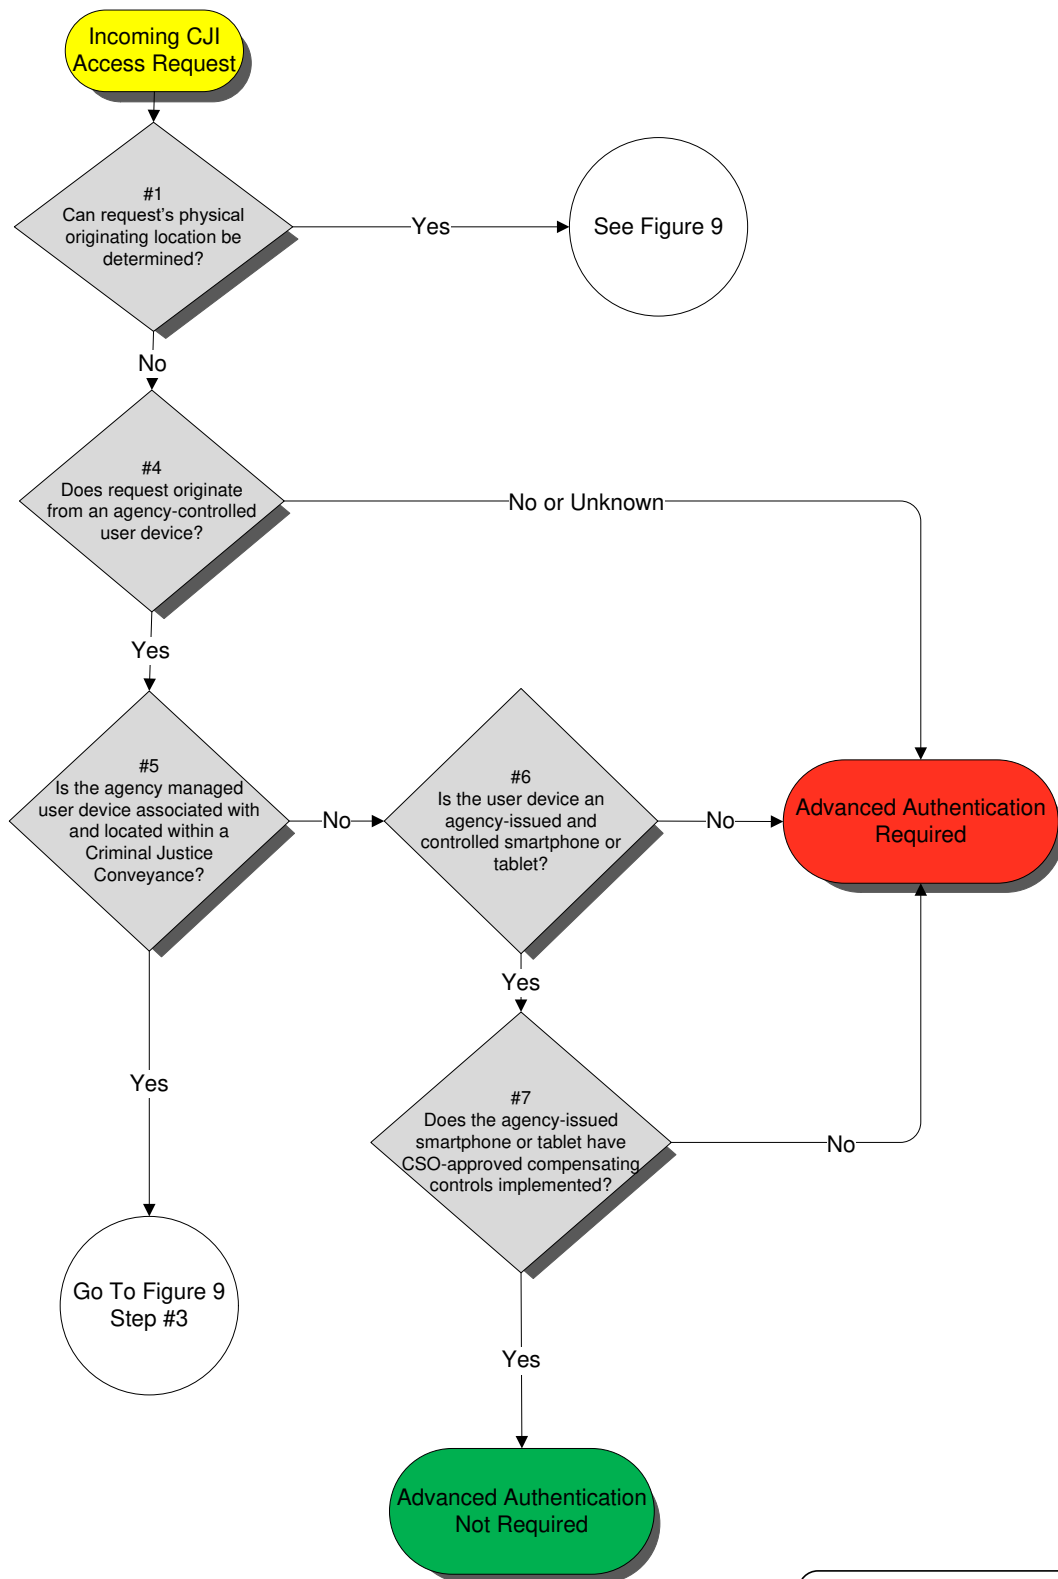 Incoming CJI
Access Request
#1
Can request's physical
originating location be
determined?
Yes
See Figure 9
No
#4
Does request originate
from an agency-controlled
user device?
No or Unknown
Yes
#5
Is the agency managed
user device associated with
and located within a
Criminal Justice
Conveyance?
No
#6
Is the user device an
agency-issued and
controlled smartphone or
tablet?
No
Advanced Authentication
Required
Yes
Yes
#7
Does the agency-issued
smartphone or tablet have
CSO-approved compensating
controls implemented?
No
Go To Figure 9
Step #3
Yes
Advanced Authentication
Not Required